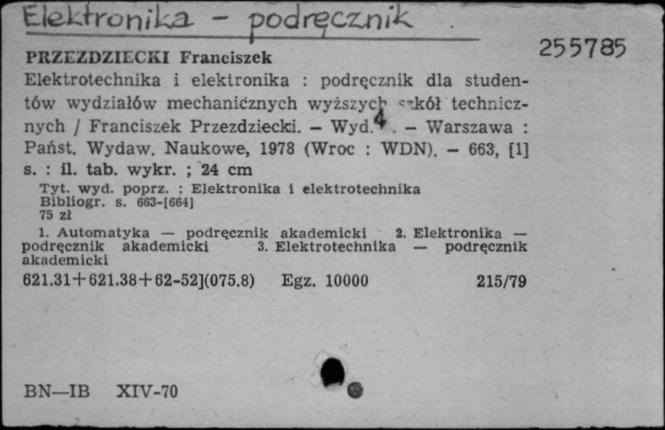 Elektronika - podręcznik
255785
PRZEZDZIECKI Franciszek
Elektrotechnika i elektronika : podręcznik dla studen-
tów wydziałów mechanicznych wyższych szkół technicz-
nych / Franciszek Przezdziecki. — Wyd. 4. — Warszawa :
Państ. Wydaw. Naukowe, 1978 (Wroc : WDN). — 663, [1]
s. : il. tab. wykr. ; 24 cm
Tyt. wyd. poprz. : Elektronika i elektrotechnika
Bibliogr. s. 663-[664]
75 zł
1. Automatyka — podręcznik akademicki 2. Elektronika —
podręcznik akademicki 3. Elektrotechnika — podręcznik
akademicki
621.31+621.38+62-52](075.8) Egz. 10000 215/79
BN—IB XIV-70